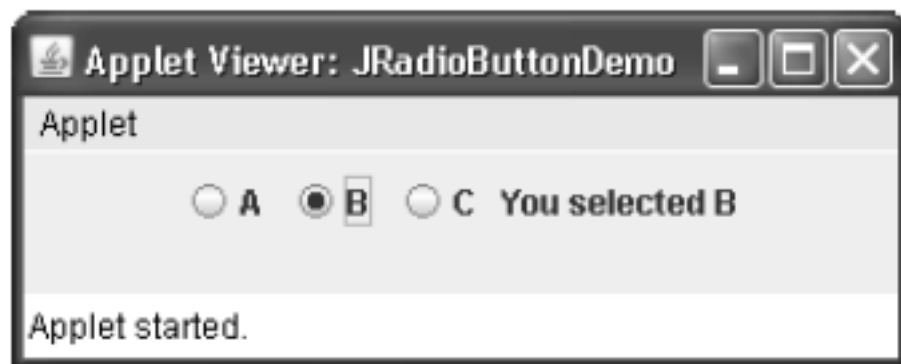 Applet Viewer: JRadioButtonDemo
Applet
A B C You selected B
Applet started.